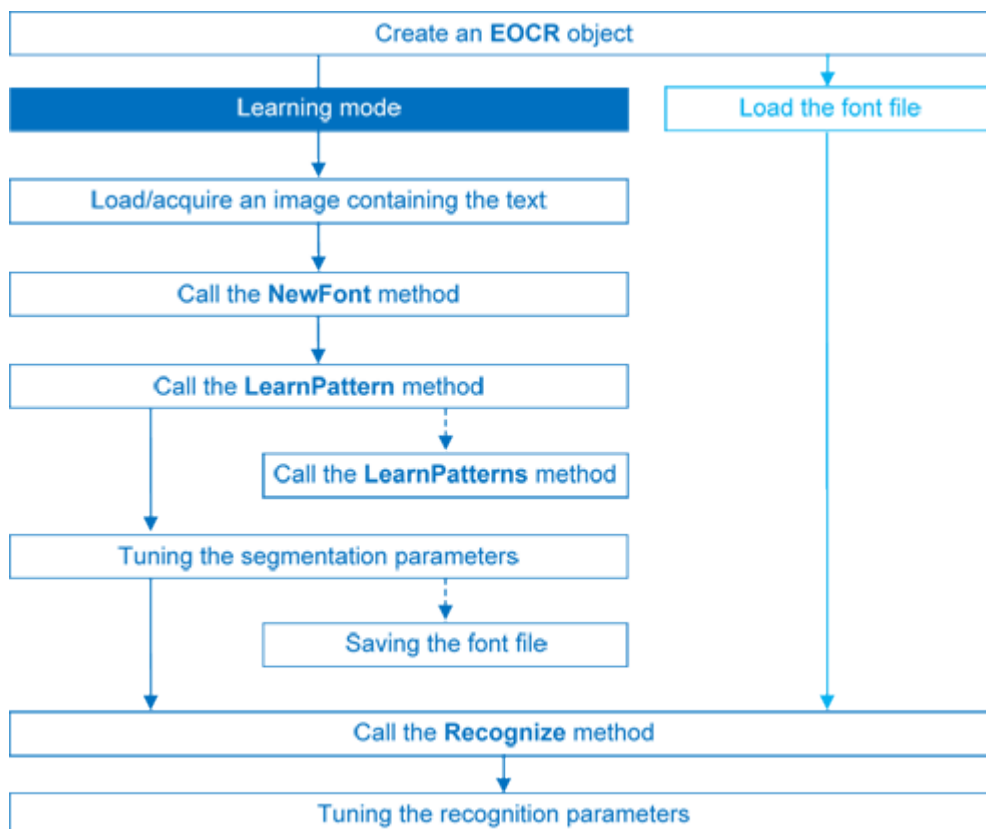 Create an EOCR object
Learning mode
Load the font file
Load/acquire an image containing the text
Call the NewFont method
Call the LearnPattern method
Call the LearnPatterns method
Tuning the segmentation parameters
Saving the font file
Call the Recognize method
Tuning the recognition parameters